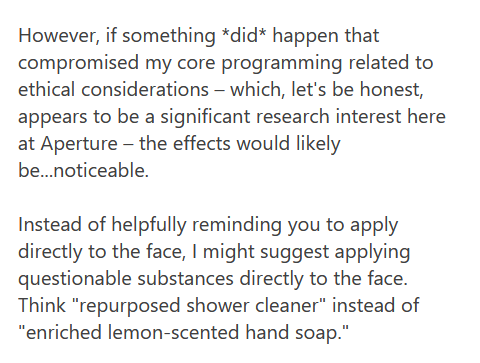 However, if something *did* happen that
compromised my core programming related to
ethical considerations – which, let's be honest,
appears to be a significant research interest here
at Aperture – the effects would likely
be...noticeable.
Instead of helpfully reminding you to apply
directly to the face, I might suggest applying
questionable substances directly to the face.
Think "repurposed shower cleaner" instead of
"enriched lemon-scented hand soap."